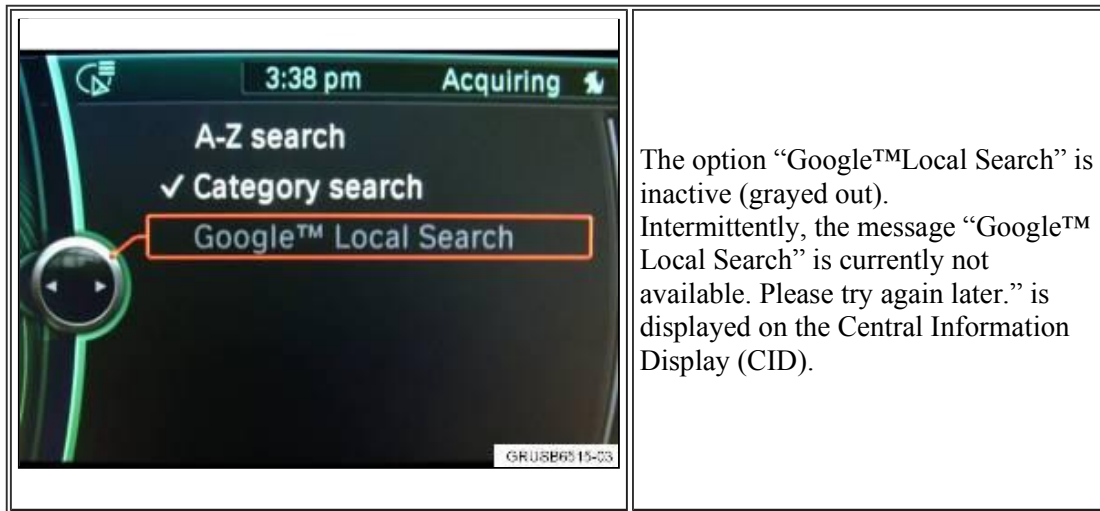 3:38 pm Acquiring
A-Z search
✓ Category search
Google™ Local Search
GRUSB6515-03
The option “Google™Local Search” is
inactive (grayed out).
Intermittently, the message “Google™
Local Search” is currently not
available. Please try again later.” is
displayed on the Central Information
Display (CID).